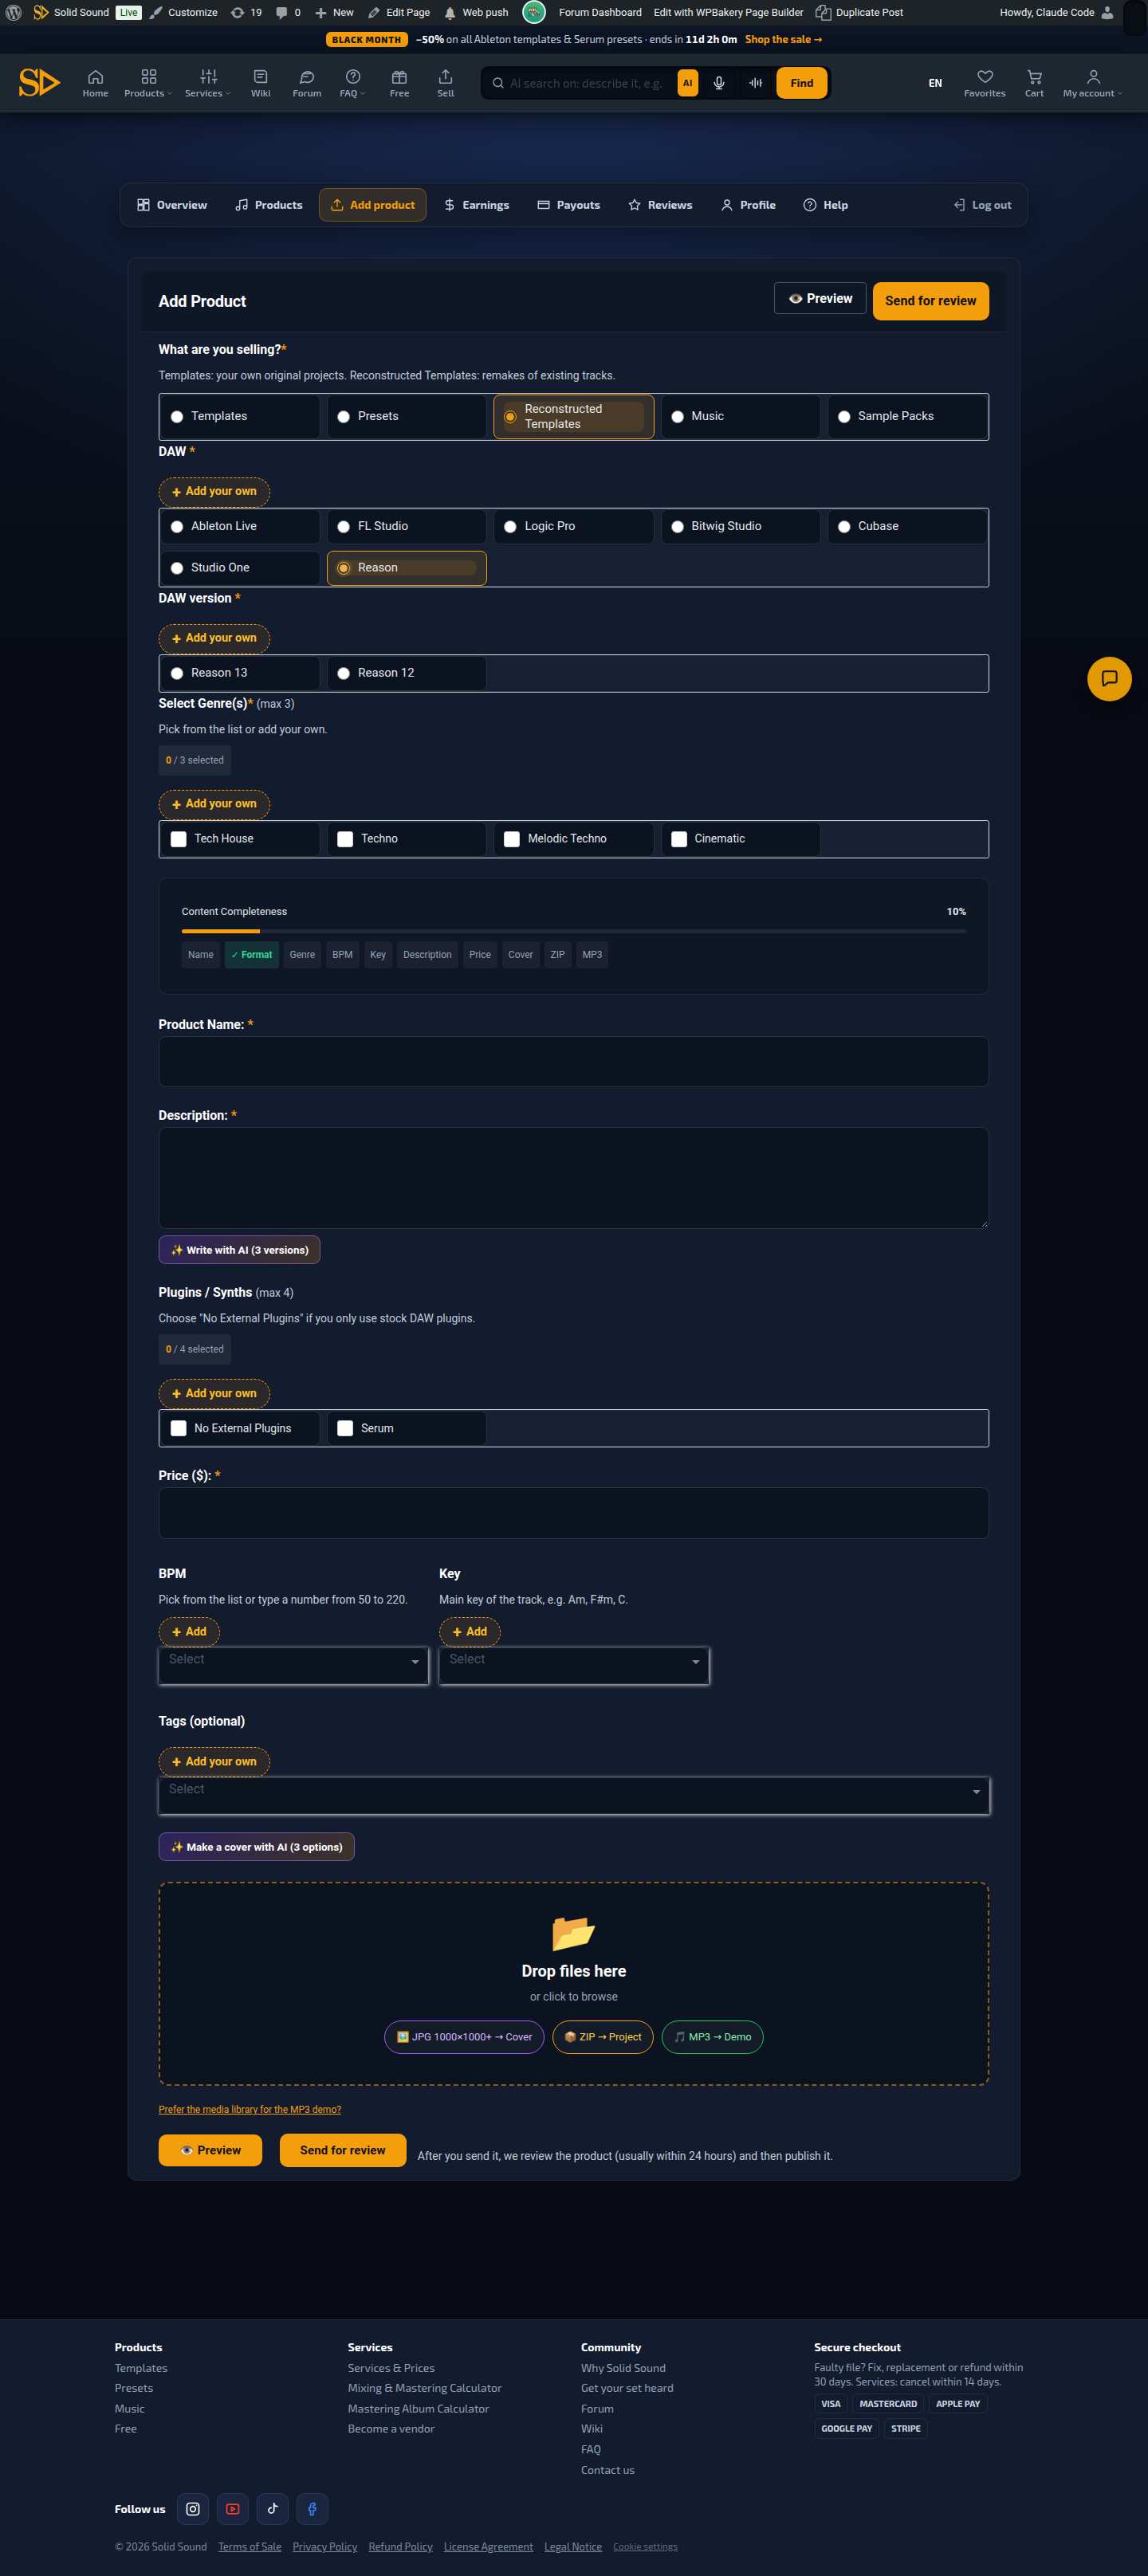 Solid Sound Live Customize 19 0 New Edit Page Web push Forum Dashboard Edit with WPBakery Page Builder Duplicate Post Howdy, Claude Code
BLACK MONTH −50% on all Ableton templates & Serum presets · ends in 11d 2h 0m Shop the sale →
Home Products Services Wiki Forum FAQ Free Sell AI search on: describe it, e.g. AI Find EN Favorites Cart My account
Overview Products Add product Earnings Payouts Reviews Profile Help Log out
Add Product Preview Send for review
What are you selling?*
Templates: your own original projects. Reconstructed Templates: remakes of existing tracks.
Templates Presets Reconstructed Templates Music Sample Packs
DAW *
+ Add your own
Ableton Live FL Studio Logic Pro Bitwig Studio Cubase
Studio One Reason
DAW version *
+ Add your own
Reason 13 Reason 12
Select Genre(s)* (max 3)
Pick from the list or add your own.
0 / 3 selected
+ Add your own
Tech House Techno Melodic Techno Cinematic
Content Completeness 10%
Name ✓ Format Genre BPM Key Description Price Cover ZIP MP3
Product Name: *
Description: *
✨ Write with AI (3 versions)
Plugins / Synths (max 4)
Choose "No External Plugins" if you only use stock DAW plugins.
0 / 4 selected
+ Add your own
No External Plugins Serum
Price ($): *
BPM Key
Pick from the list or type a number from 50 to 220. Main key of the track, e.g. Am, F#m, C.
+ Add + Add
Select Select
Tags (optional)
+ Add your own
Select
✨ Make a cover with AI (3 options)
Drop files here
or click to browse
JPG 1000×1000+ → Cover ZIP → Project MP3 → Demo
Prefer the media library for the MP3 demo?
Preview Send for review After you send it, we review the product (usually within 24 hours) and then publish it.
Products Services Community Secure checkout
Templates Services & Prices Why Solid Sound Faulty file? Fix, replacement or refund within
Presets Mixing & Mastering Calculator Get your set heard 30 days. Services: cancel within 14 days.
Music Mastering Album Calculator Forum VISA MASTERCARD APPLE PAY
Free Become a vendor Wiki GOOGLE PAY STRIPE
FAQ
Contact us
Follow us
© 2026 Solid Sound Terms of Sale Privacy Policy Refund Policy License Agreement Legal Notice Cookie settings